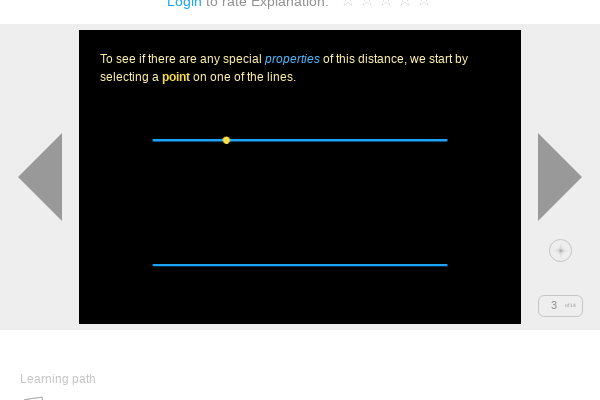 Login to rate Explanation:
To see if there are any special properties of this distance, we start by
selecting a point on one of the lines.
3
Learning path